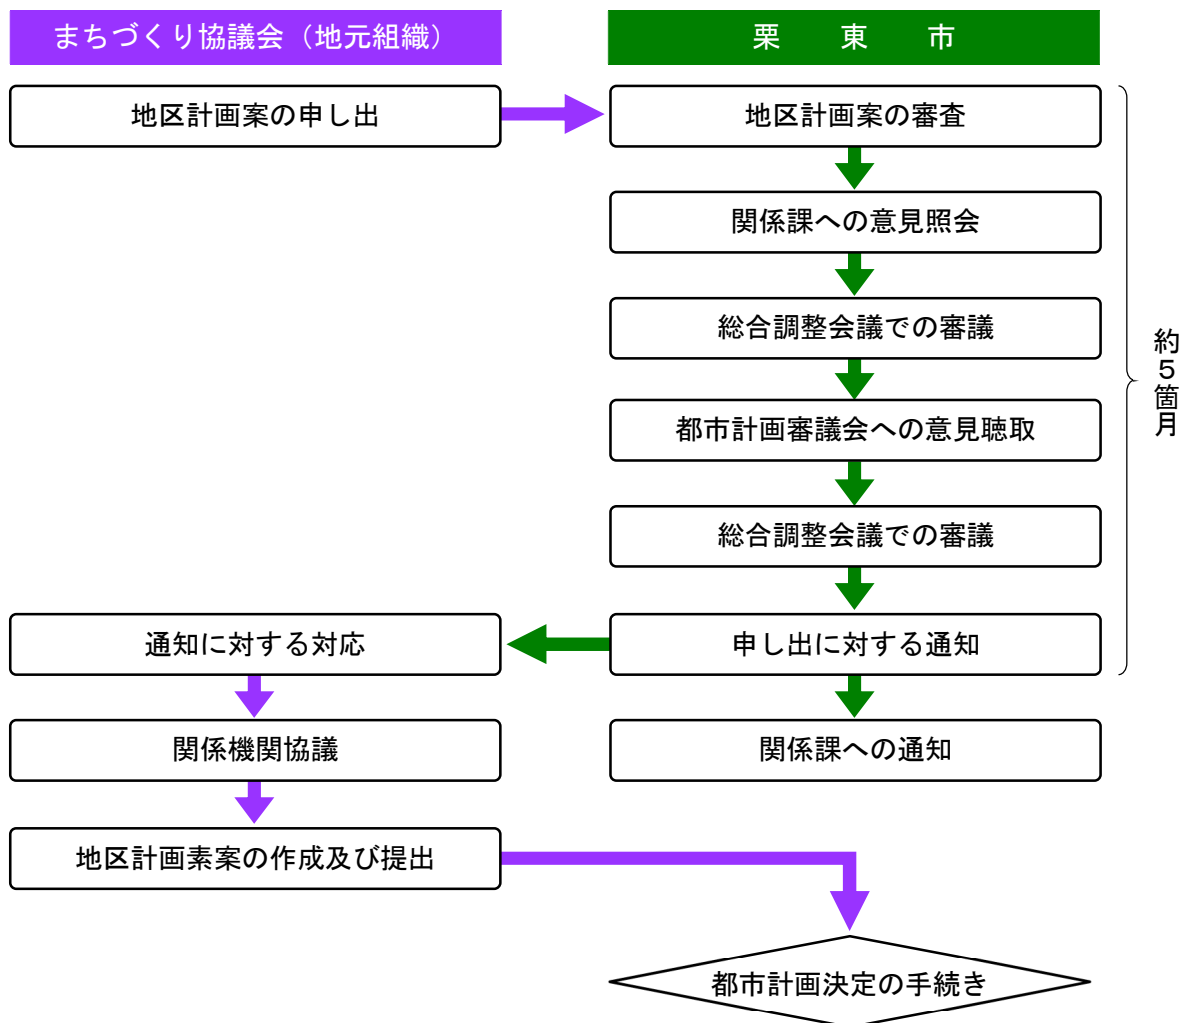 まちづくり協議会（地元組織）
栗　東　市
地区計画案の申し出
地区計画案の審査
関係課への意見照会
総合調整会議での審議
都市計画審議会への意見聴取
総合調整会議での審議
約５箇月
通知に対する対応
申し出に対する通知
関係機関協議
関係課への通知
地区計画素案の作成及び提出
都市計画決定の手続き